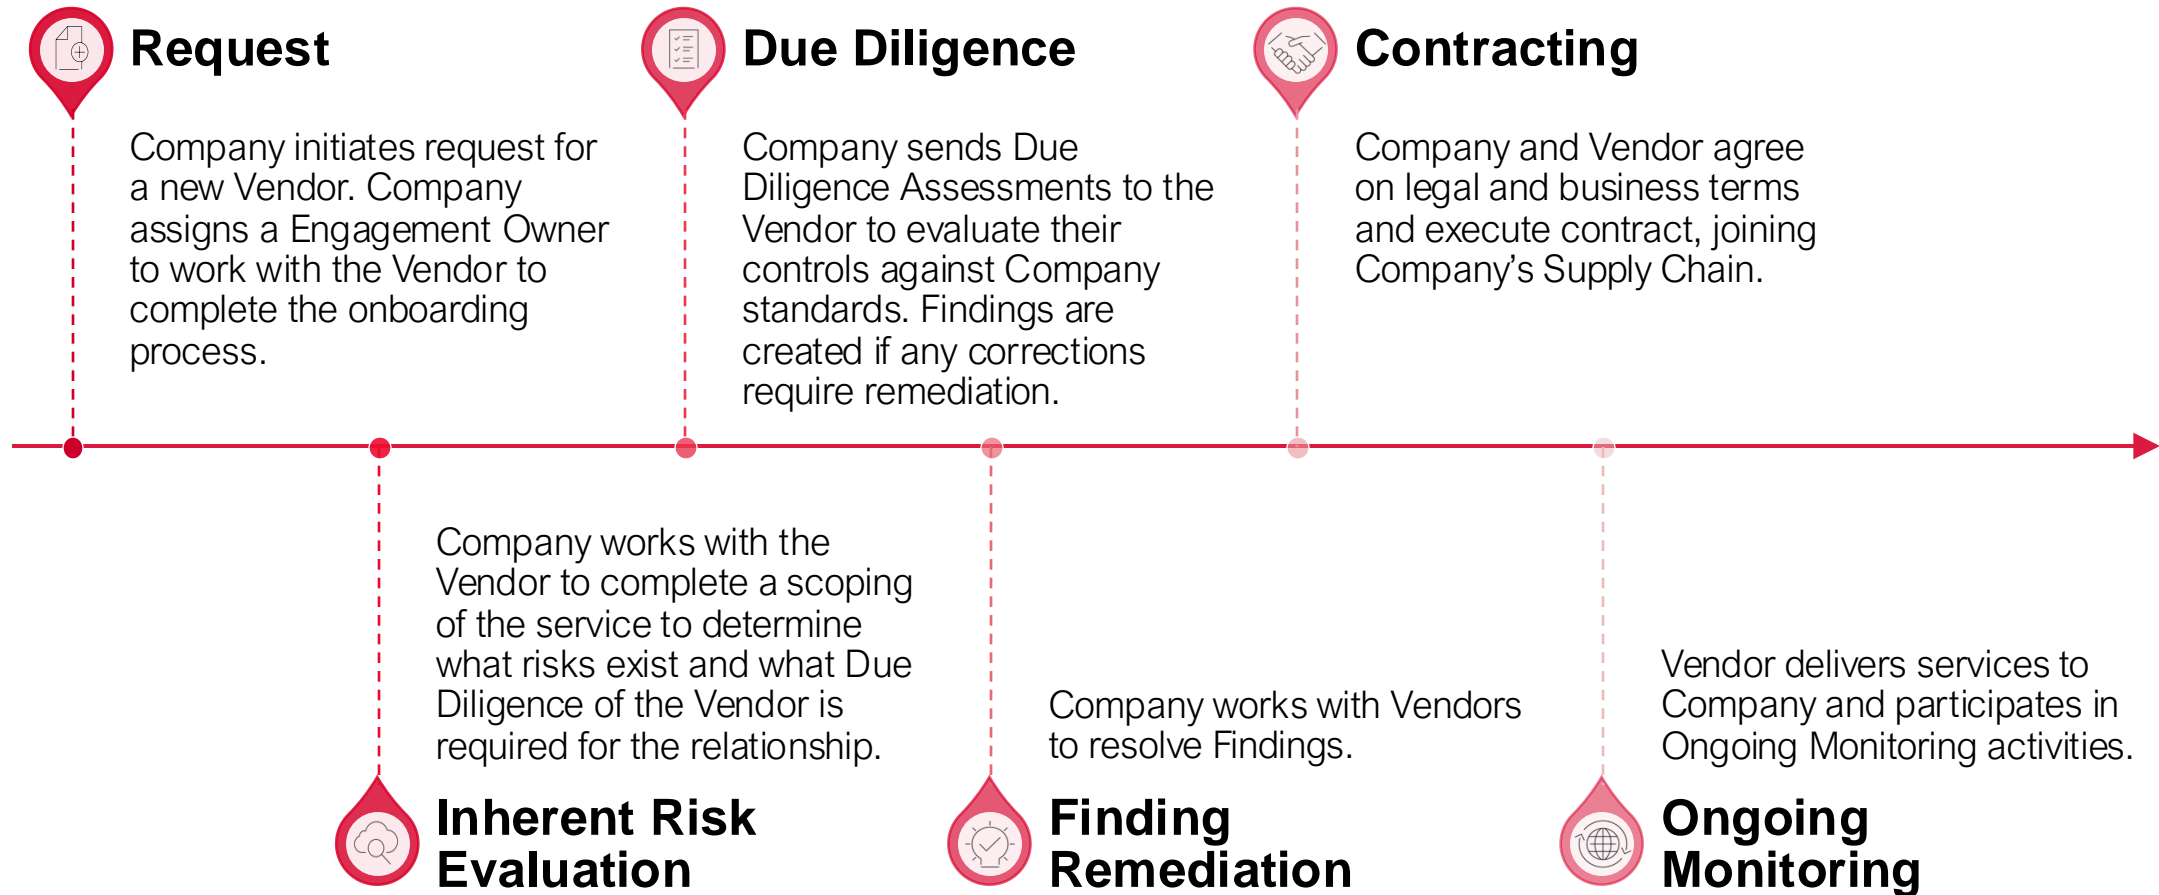 Request
Company initiates request for
a new Vendor. Company
assigns a Engagement Owner
to work with the Vendor to
complete the onboarding
process.
Due Diligence
Company sends Due
Diligence Assessments to the
Vendor to evaluate their
controls against Company
standards. Findings are
created if any corrections
require remediation.
Contracting
Company and Vendor agree
on legal and business terms
and execute contract, joining
Company’s Supply Chain.
Company works with the
Vendor to complete a scoping
of the service to determine
what risks exist and what Due
Diligence of the Vendor is
required for the relationship.
Inherent Risk
Evaluation
Company works with Vendors
to resolve Findings.
Finding
Remediation
Vendor delivers services to
Company and participates in
Ongoing Monitoring activities.
Ongoing
Monitoring